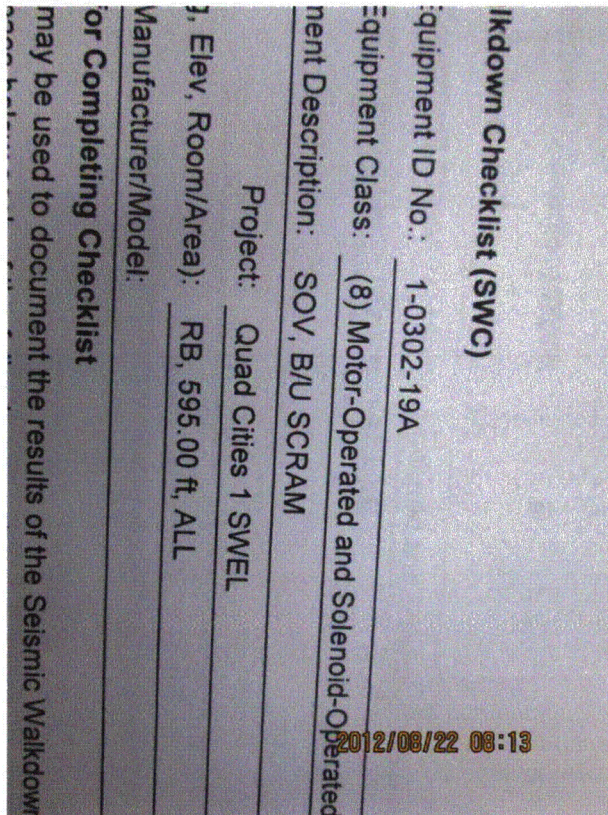 lkdown Checklist (SWC)
Equipment ID No.: 1-0302-19A
Equipment Class: (8) Motor-Operated and Solenoid-Operated
ment Description: SOV, B/U SCRAM
Project: Quad Cities 1 SWEL
g, Elev, Room/Area): RB, 595.00 ft, ALL
Manufacturer/Model:
or Completing Checklist
may be used to document the results of the Seismic Walkdown
2012/08/22 08:13